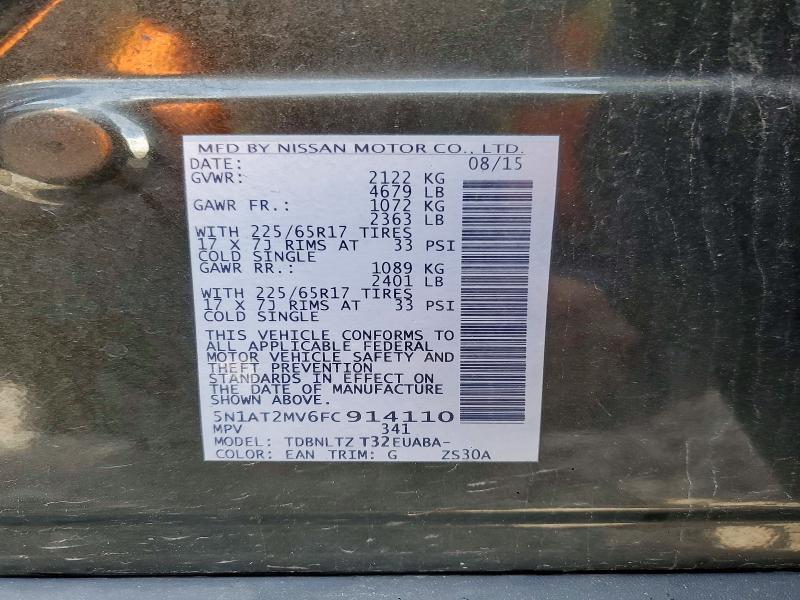 MFD BY NISSAN MOTOR CO., LTD.
DATE: 08/15
GVWR: 2122 KG
4679 LB
GAWR FR.: 1072 KG
2363 LB
WITH 225/65R17 TIRES
17 X 7J RIMS AT 33 PSI
COLD SINGLE
GAWR RR.: 1089 KG
2401 LB
WITH 225/65R17 TIRES
17 X 7J RIMS AT 33 PSI
COLD SINGLE
THIS VEHICLE CONFORMS TO
ALL APPLICABLE FEDERAL
MOTOR VEHICLE SAFETY AND
THEFT PREVENTION
STANDARDS IN EFFECT ON
THE DATE OF MANUFACTURE
SHOWN ABOVE.
5N1AT2MV6FC914110
MPV 341
MODEL: TDBNLTZ T32EUABA-
COLOR: EAN TRIM: G ZS30A